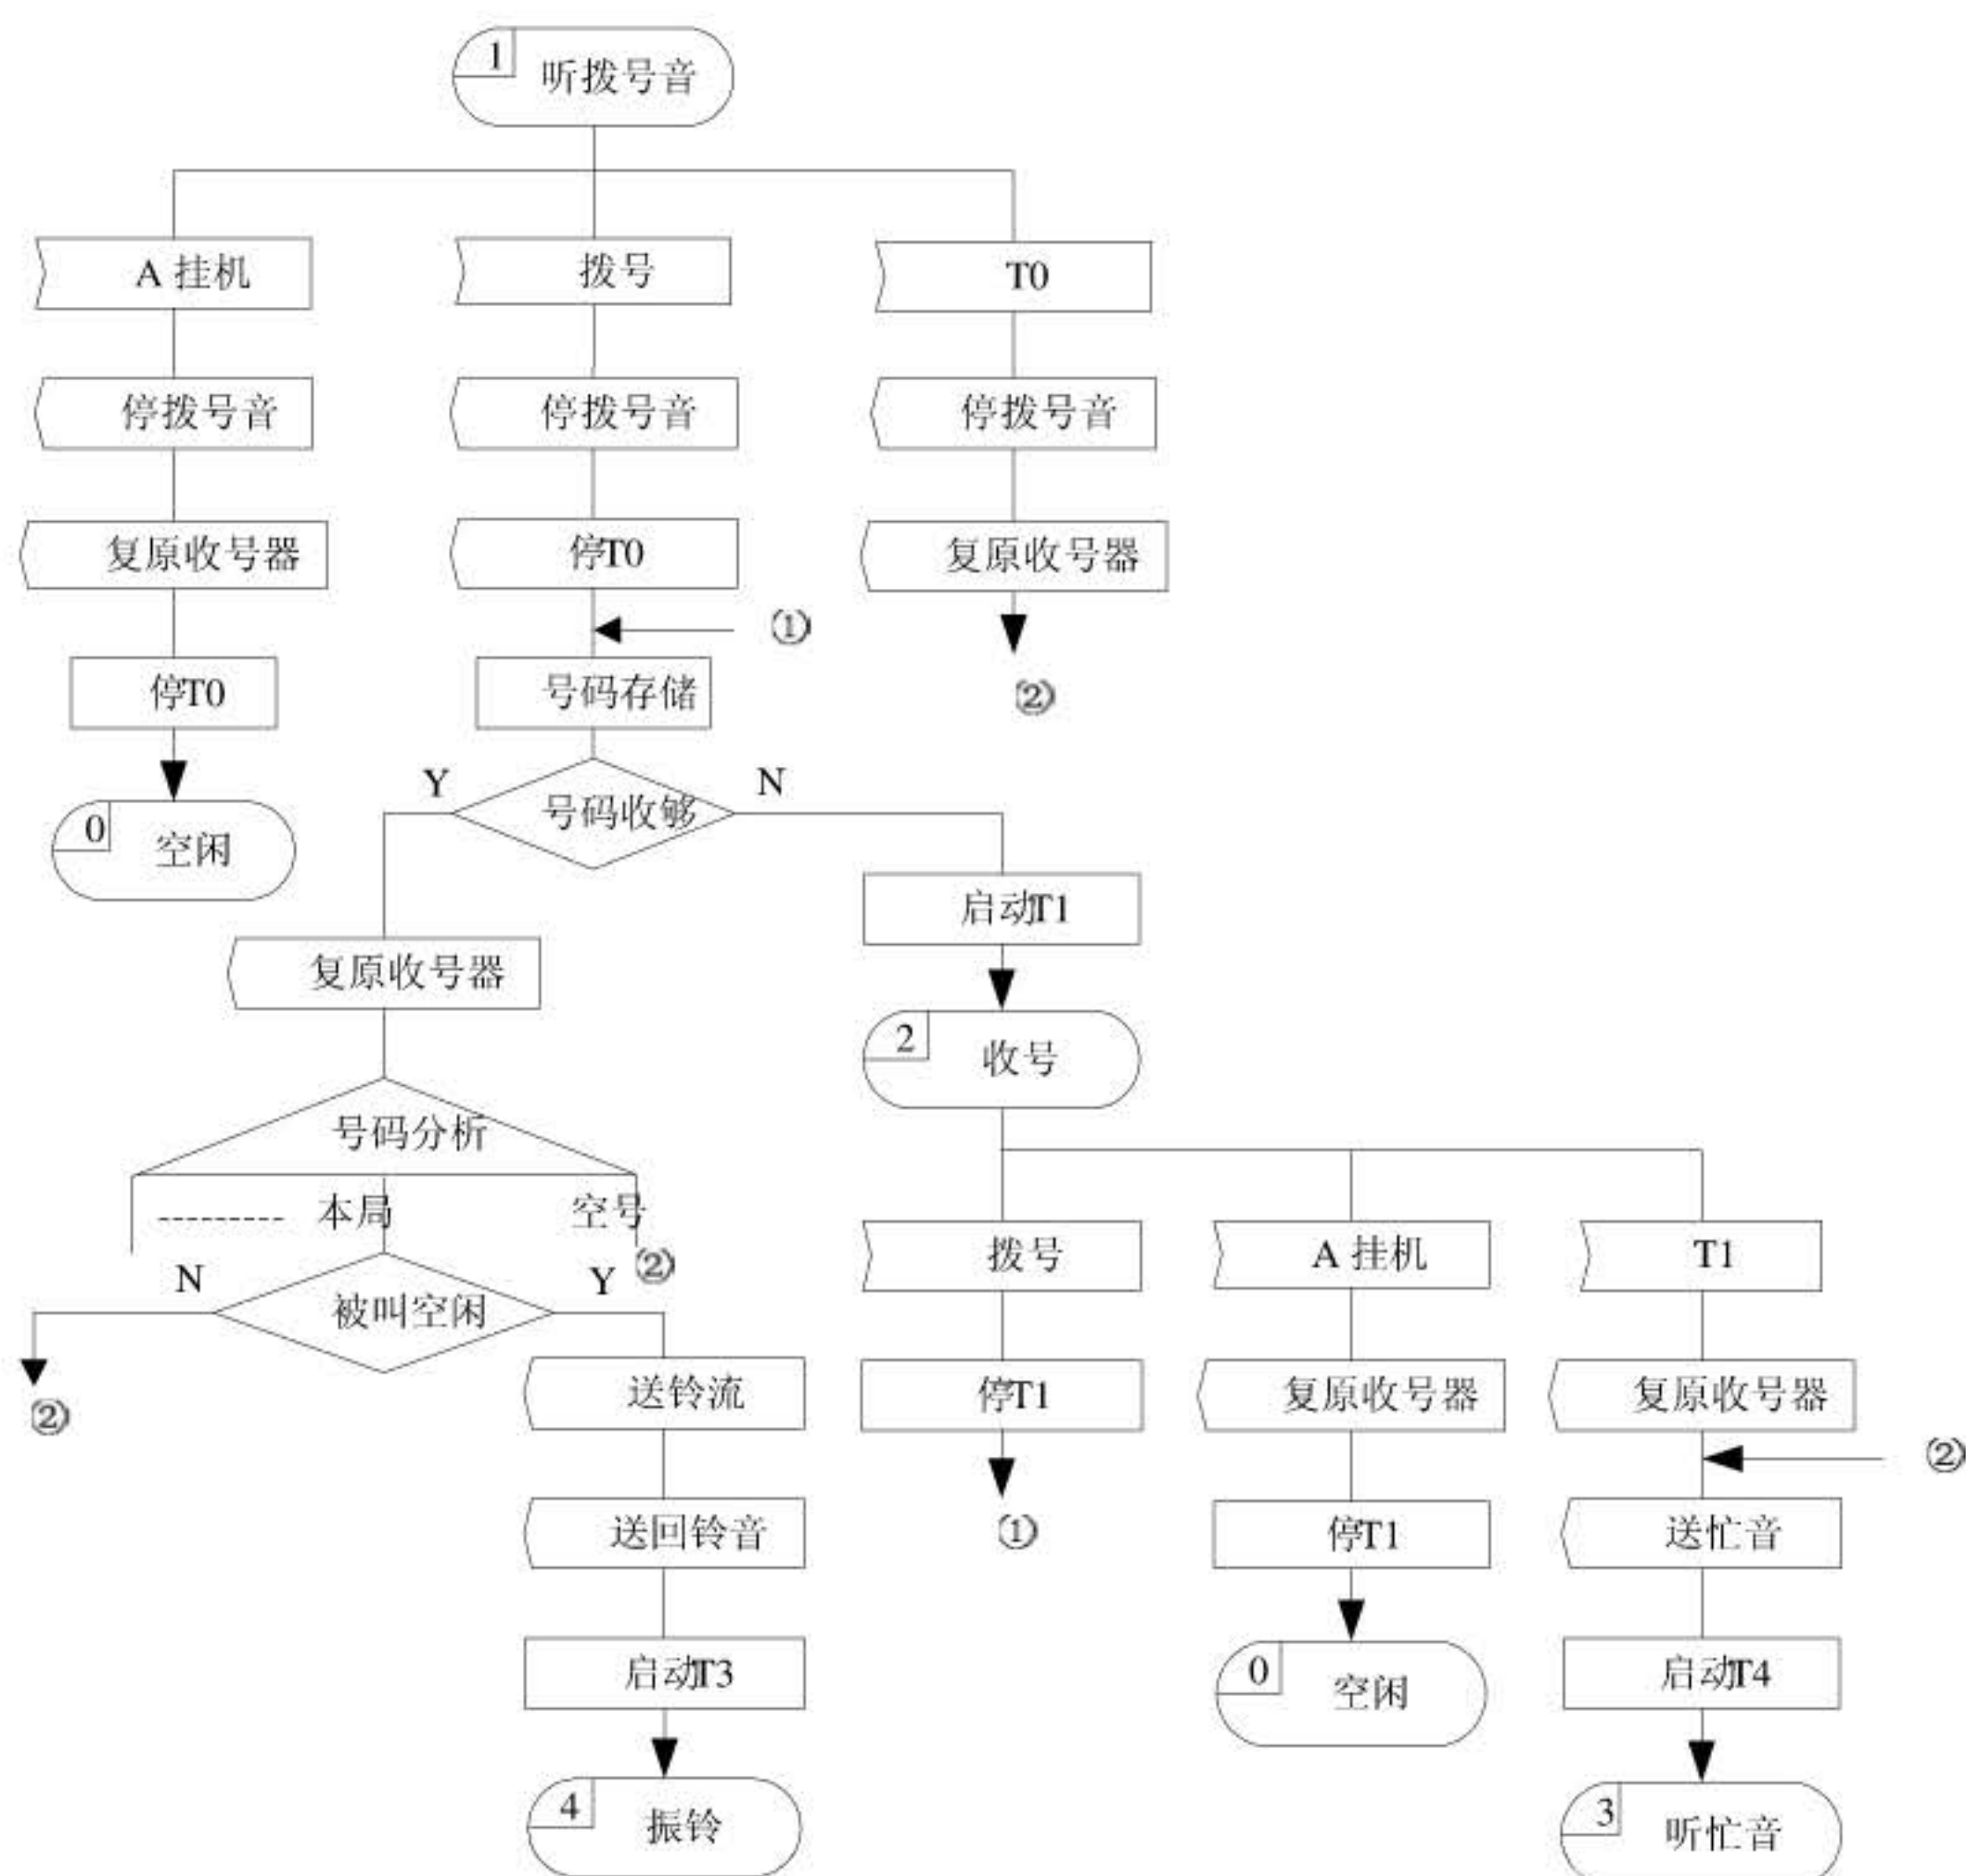 1
听拨号音
A 挂机
拨号
T0
停拨号音
停拨号音
停拨号音
复原收号器
停T0
复原收号器
①
停T0
号码存储
②
Y
N
号码收够
0
空闲
启动T1
复原收号器
2
收号
号码分析
本局
空号
②
N
Y
被叫空闲
②
拨号
A 挂机
T1
送铃流
停T1
复原收号器
复原收号器
②
送回铃音
①
停T1
送忙音
启动T3
0
空闲
启动T4
4
振铃
3
听忙音